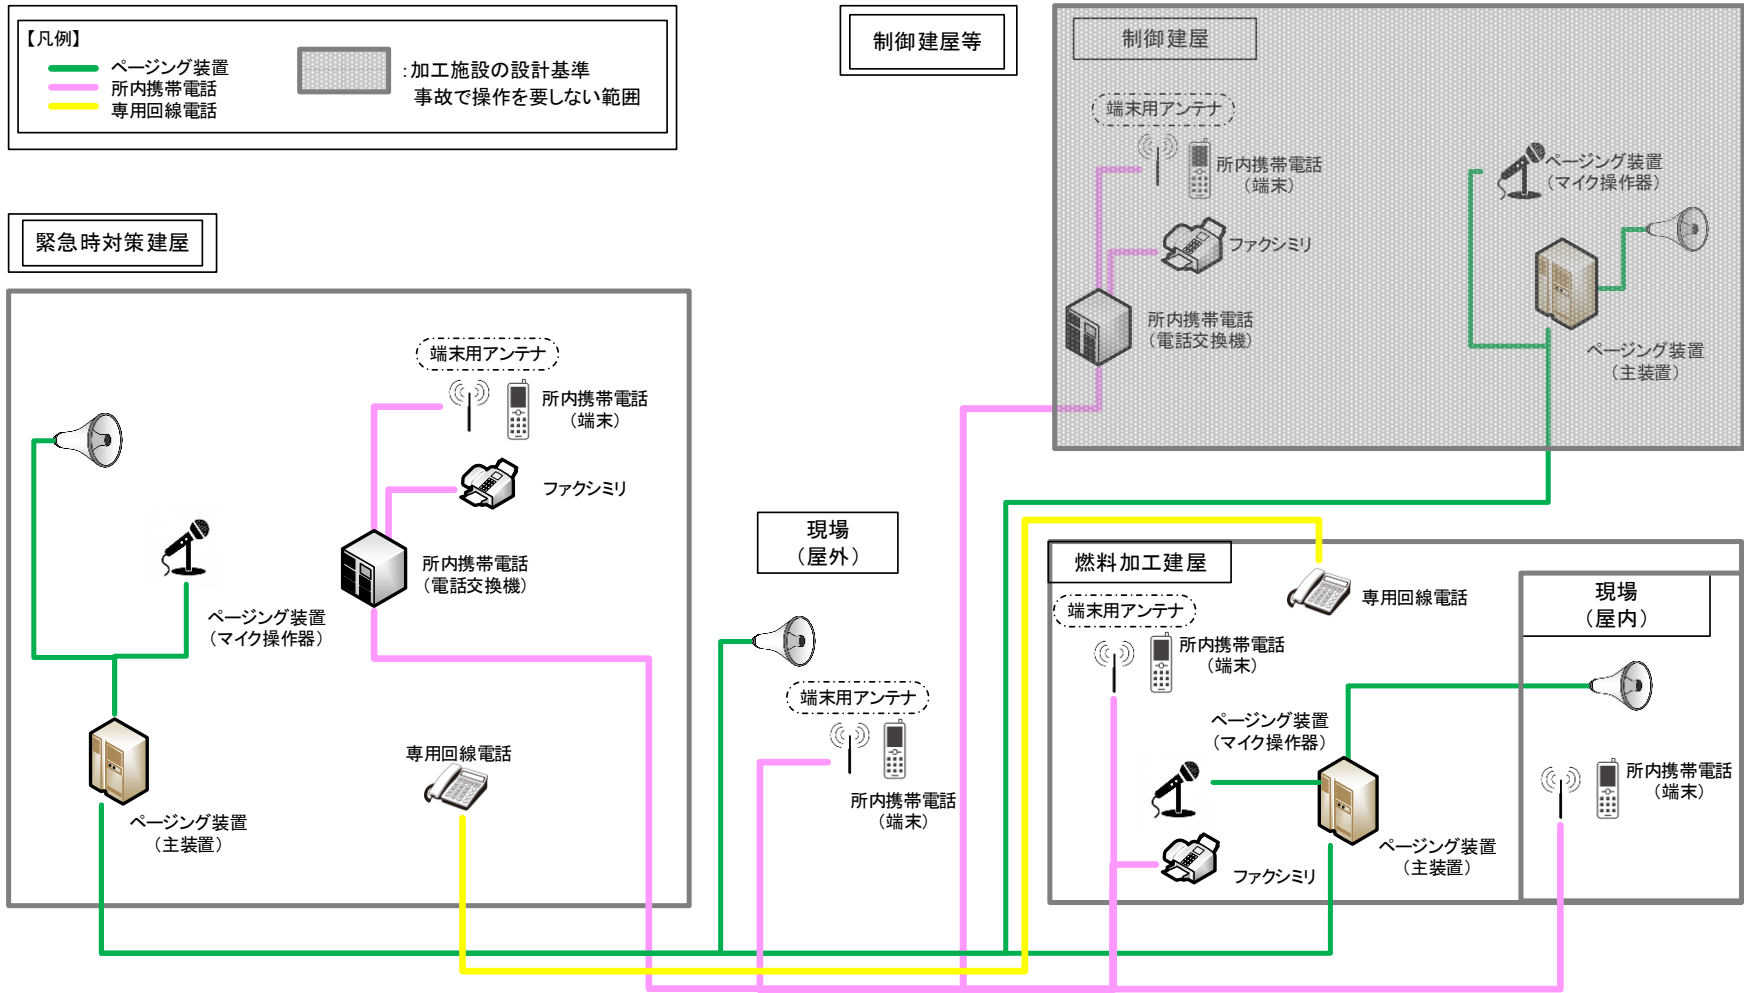 【凡例】
ページング装置
所内携帯電話
専用回線電話
:加工施設の設計基準
事故で操作を要しない範囲
制御建屋等
制御建屋
端末用アンテナ
所内携帯電話
(端末)
ファクシミリ
所内携帯電話
(電話交換機)
ページング装置
(マイク操作器)
ページング装置
(主装置)
緊急時対策建屋
端末用アンテナ
所内携帯電話
(端末)
ファクシミリ
所内携帯電話
(電話交換機)
ページング装置
(マイク操作器)
専用回線電話
ページング装置
(主装置)
現場
(屋外)
端末用アンテナ
所内携帯電話
(端末)
燃料加工建屋
専用回線電話
端末用アンテナ
所内携帯電話
(端末)
ページング装置
(マイク操作器)
ファクシミリ
ページング装置
(主装置)
現場
(屋内)
所内携帯電話
(端末)